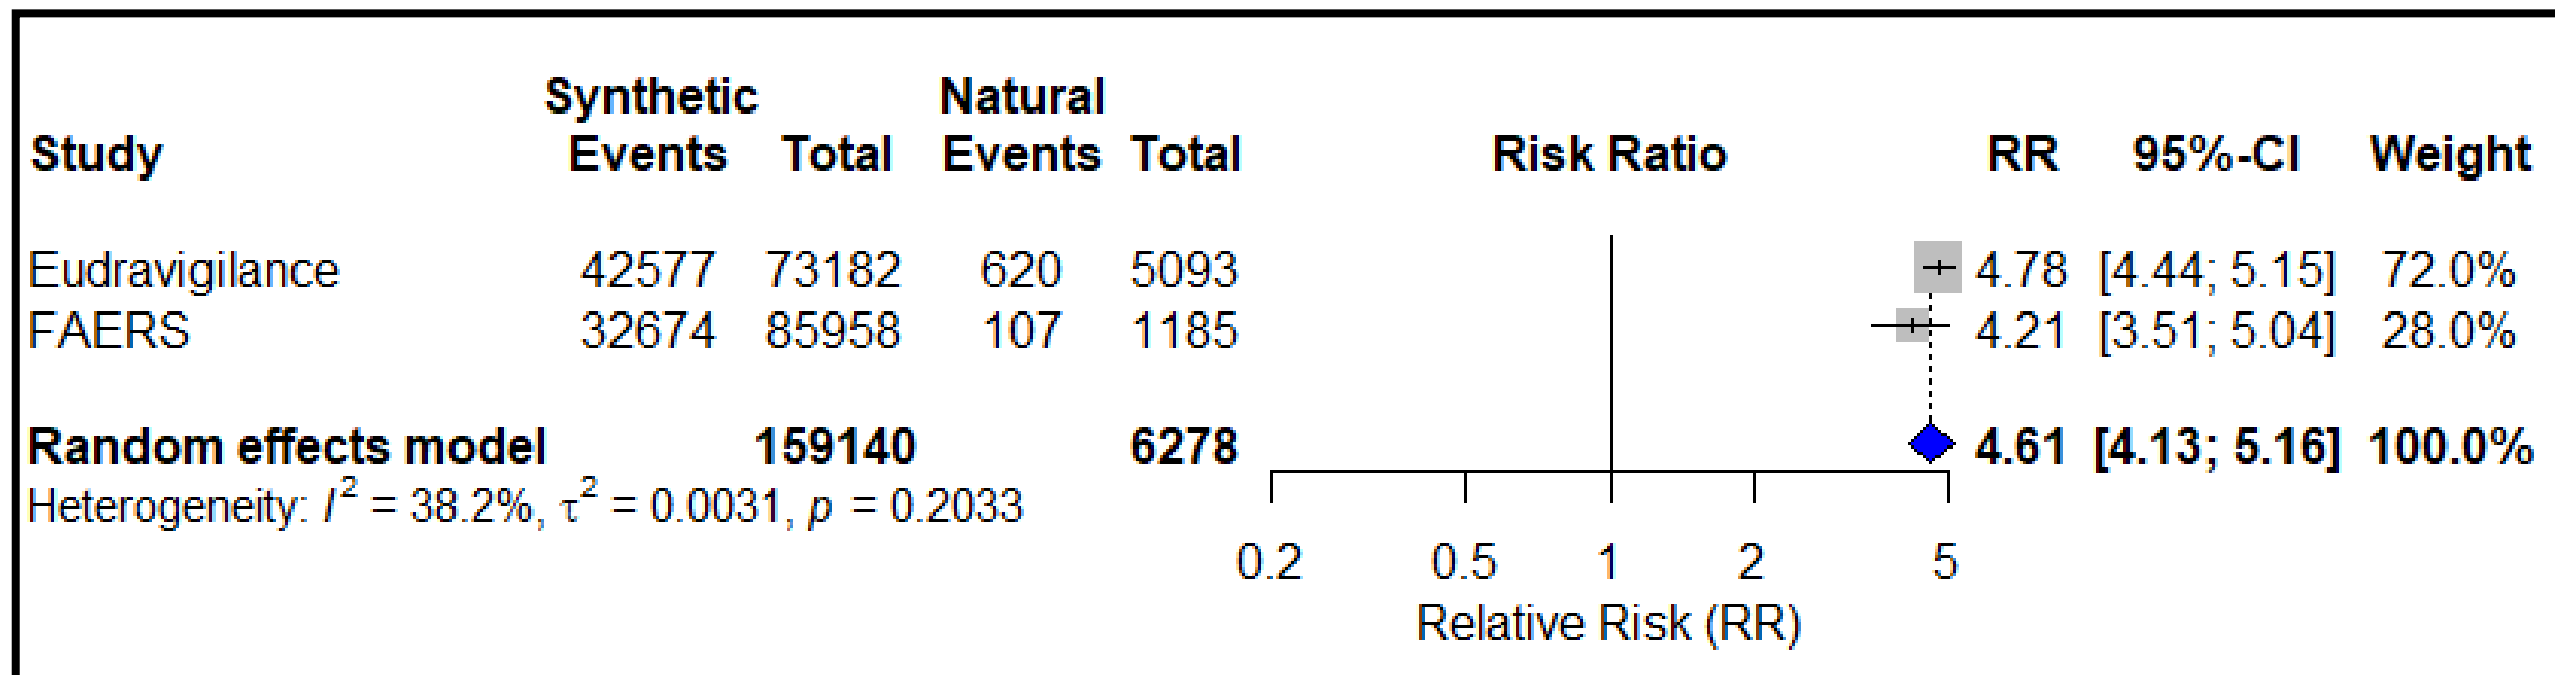 Synthetic Natural
Study Events Total Events Total Risk Ratio RR 95%-CI Weight
Eudravigilance 42577 73182 620 5093 4.78 [4.44; 5.15] 72.0%
FAERS 32674 85958 107 1185 4.21 [3.51; 5.04] 28.0%
Random effects model 159140 6278 4.61 [4.13; 5.16] 100.0%
Heterogeneity: I² = 38.2%, τ² = 0.0031, p = 0.2033
0.2 0.5 1 2 5
Relative Risk (RR)